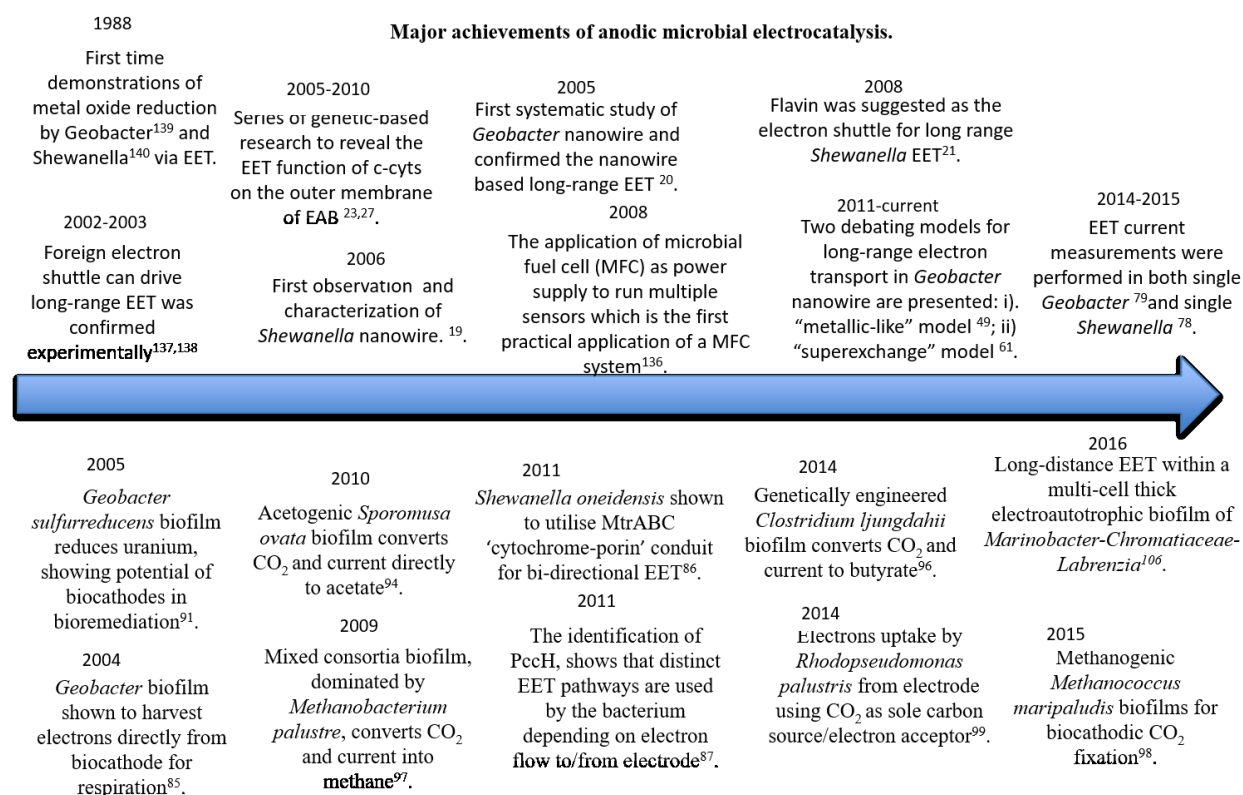 Major achievements of anodic microbial electrocatalysis.
1988
First time
demonstrations of
metal oxide reduction
by Geobacter¹³⁹ and
Shewanella¹⁴⁰ via EET.
2002-2003
Foreign electron
shuttle can drive
long-range EET was
confirmed
experimentally¹³⁷,¹³⁸
2005-2010
Series of genetic-based
research to reveal the
EET function of c-cyts
on the outer membrane
of EAB ²³,²⁷.
2006
First observation and
characterization of
Shewanella nanowire. ¹⁹.
2005
First systematic study of
Geobacter nanowire and
confirmed the nanowire
based long-range EET ²⁰.
2008
The application of microbial
fuel cell (MFC) as power
supply to run multiple
sensors which is the first
practical application of a MFC
system¹³⁶.
2008
Flavin was suggested as the
electron shuttle for long range
Shewanella EET²¹.
2011-current
Two debating models for
long-range electron
transport in Geobacter
nanowire are presented: i).
“metallic-like” model ⁴⁹; ii)
“superexchange” model ⁶¹.
2014-2015
EET current
measurements were
performed in both single
Geobacter ⁷⁹and single
Shewanella ⁷⁸.
2005
Geobacter
sulfurreducens biofilm
reduces uranium,
showing potential of
biocathodes in
bioremediation⁹¹.
2004
Geobacter biofilm
shown to harvest
electrons directly from
biocathode for
respiration⁸⁵.
2010
Acetogenic Sporomusa
ovata biofilm converts
CO₂ and current directly
to acetate⁹⁴.
2009
Mixed consortia biofilm,
dominated by
Methanobacterium
palustre, converts CO₂
and current into
methane⁹⁷.
2011
Shewanella oneidensis shown
to utilise MtrABC
‘cytochrome-porin’ conduit
for bi-directional EET⁸⁶.
2011
The identification of
PccH, shows that distinct
EET pathways are used
by the bacterium
depending on electron
flow to/from electrode⁸⁷.
2014
Genetically engineered
Clostridium ljungdahii
biofilm converts CO₂ and
current to butyrate⁹⁶.
2014
Electrons uptake by
Rhodopseudomonas
palustris from electrode
using CO₂ as sole carbon
source/electron acceptor⁹⁹.
2016
Long-distance EET within a
multi-cell thick
electroautotrophic biofilm of
Marinobacter-Chromatiaceae-
Labrenzia¹⁰⁶.
2015
Methanogenic
Methanococcus
maripaludis biofilms for
biocathodic CO₂
fixation⁹⁸.